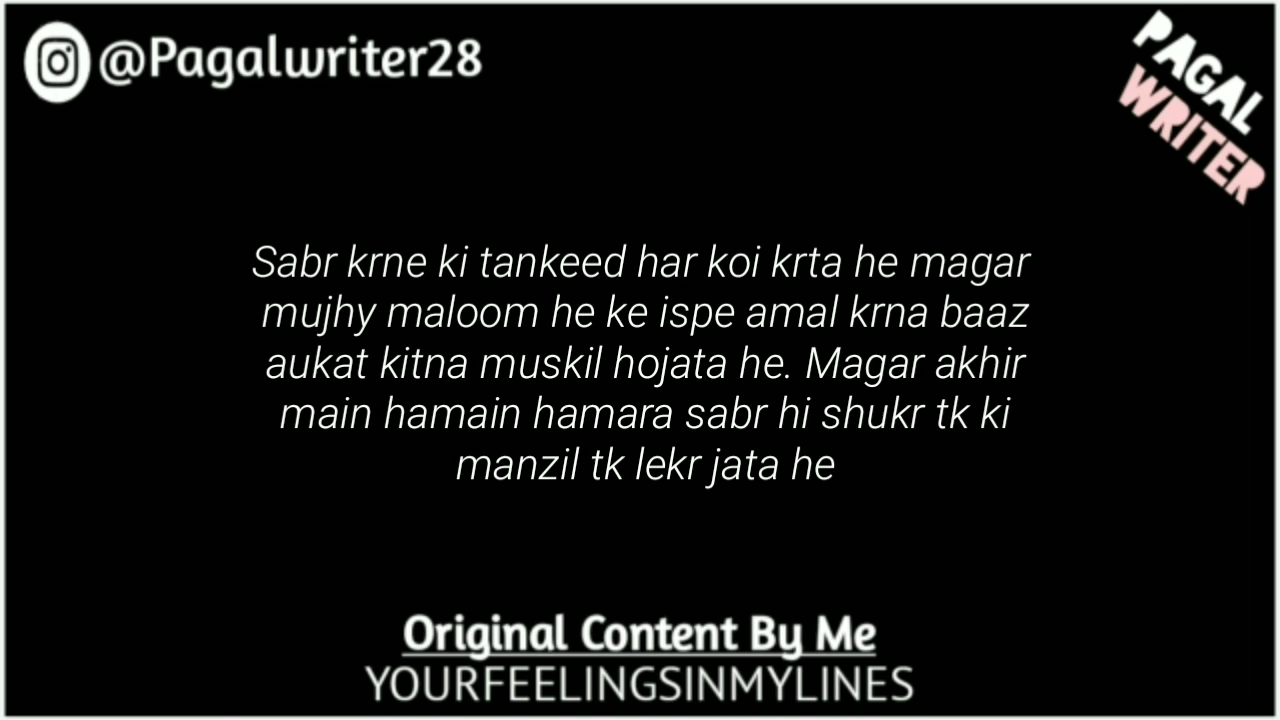 @Pagalwriter28
PAGAL
WRITER
Sabr krne ki tankeed har koi krta he magar
mujhy maloom he ke ispe amal krna baaz
aukat kitna muskil hojata he. Magar akhir
main hamain hamara sabr hi shukr tk ki
manzil tk lekr jata he
Original Content By Me
YOURFEELINGSINMYLINES